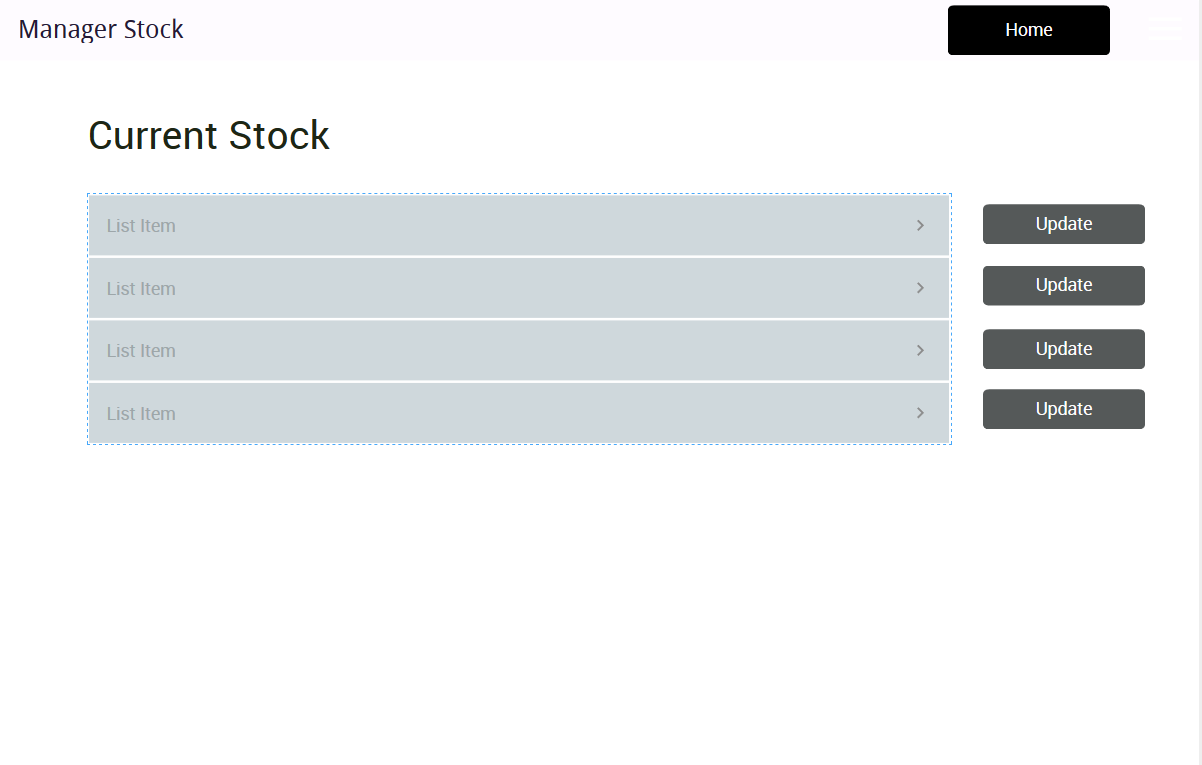 Manager Stock
Home
Current Stock
List Item
Update
List Item
Update
List Item
Update
List Item
Update